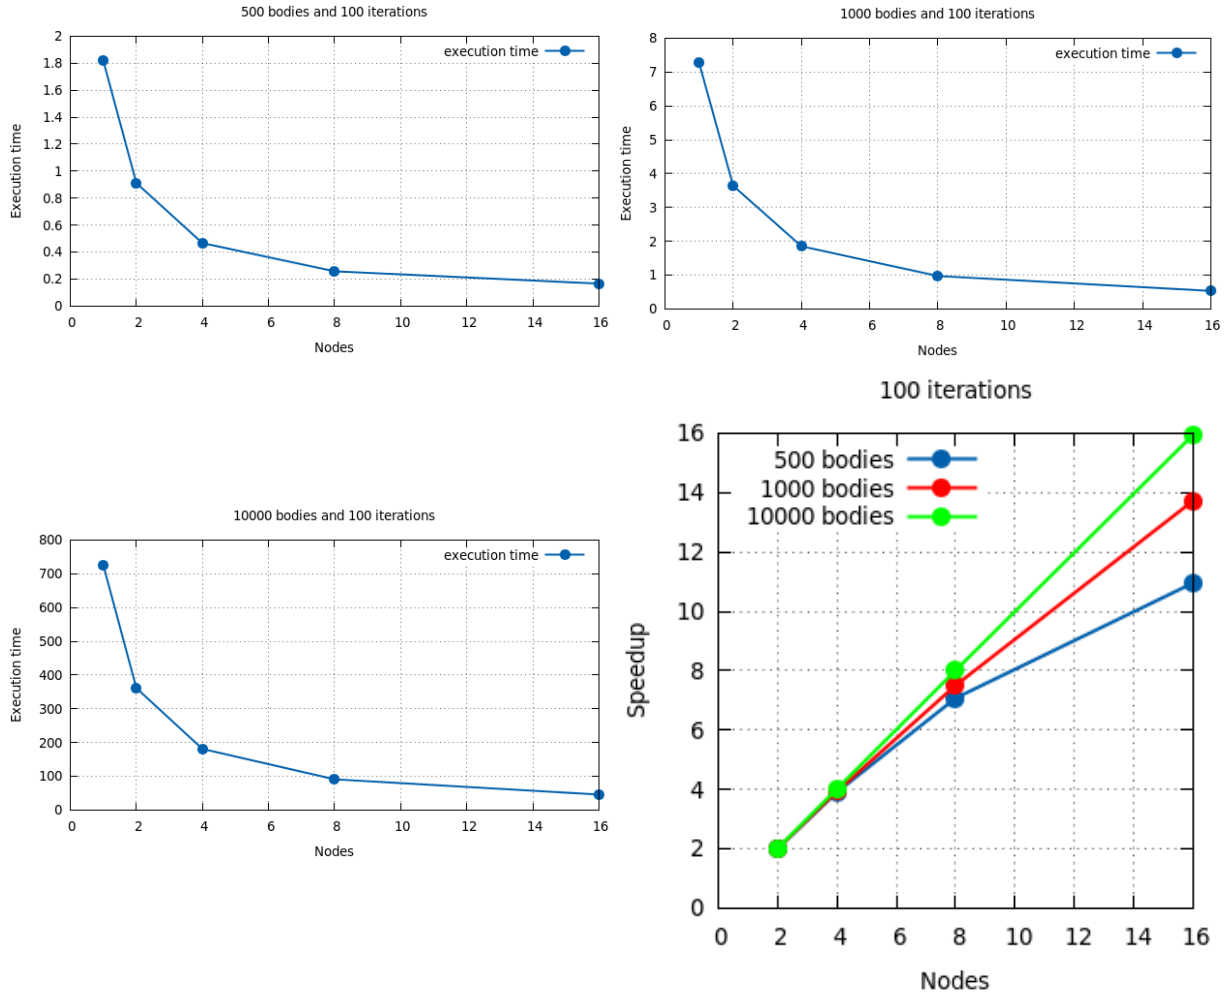 500 bodies and 100 iterations
execution time
Execution time
2
1.8
1.6
1.4
1.2
1
0.8
0.6
0.4
0.2
0
0 2 4 6 8 10 12 14 16
Nodes
1000 bodies and 100 iterations
execution time
Execution time
8
7
6
5
4
3
2
1
0
0 2 4 6 8 10 12 14 16
Nodes
10000 bodies and 100 iterations
execution time
Execution time
800
700
600
500
400
300
200
100
0
0 2 4 6 8 10 12 14 16
Nodes
100 iterations
500 bodies
1000 bodies
10000 bodies
Speedup
16
14
12
10
8
6
4
2
0
0 2 4 6 8 10 12 14 16
Nodes